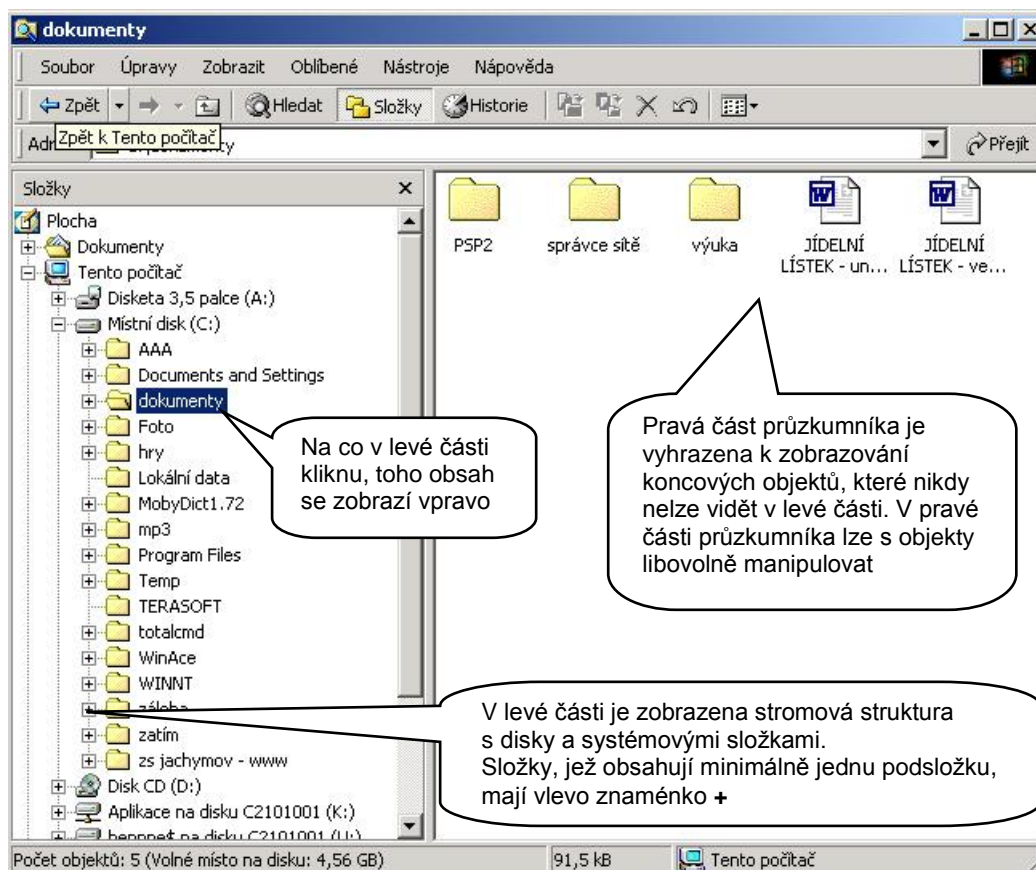 dokumenty
Soubor Úpravy Zobrazit Oblíbené Nástroje Nápověda
Zpět Hledat Složky Historie
Zpět k Tento počítač
Přejít
Složky
Plocha
Dokumenty
Tento počítač
Disketa 3,5 palce (A:)
Místní disk (C:)
AAA
Documents and Settings
dokumenty
Foto
hry
Lokální data
MobyDict1.72
mp3
Program Files
Temp
TERASOFT
totalcmd
WinAce
WINNT
záloha
zatím
zs jachymov - www
Disk CD (D:)
Aplikace na disku C2101001 (K:)
na disku C2101001 (U:)
PSP2
správce sítě
výuka
JÍDELNÍ
LÍSTEK - un...
JÍDELNÍ
LÍSTEK - ve...
Na co v levé části
kliknu, toho obsah
se zobrazí vpravo
Pravá část průzkumníka je
vyhrazena k zobrazování
koncových objektů, které nikdy
nelze vidět v levé části. V pravé
části průzkumníka lze s objekty
libovolně manipulovat
V levé části je zobrazena stromová struktura
s disky a systémovými složkami.
Složky, jež obsahují minimálně jednu podsložku,
mají vlevo znaménko +
Počet objektů: 5 (Volné místo na disku: 4,56 GB) 91,5 kB Tento počítač